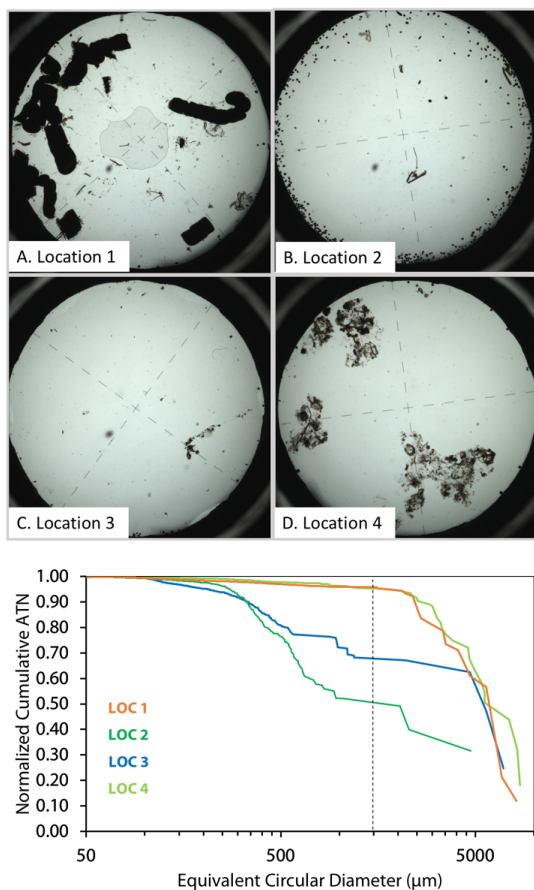 A. Location 1
B. Location 2
C. Location 3
D. Location 4
Normalized Cumulative ATN
1.00
0.90
0.80
0.70
0.60
0.50
0.40
0.30
0.20
0.10
0.00
LOC 1
LOC 2
LOC 3
LOC 4
50
500
5000
Equivalent Circular Diameter (μm)